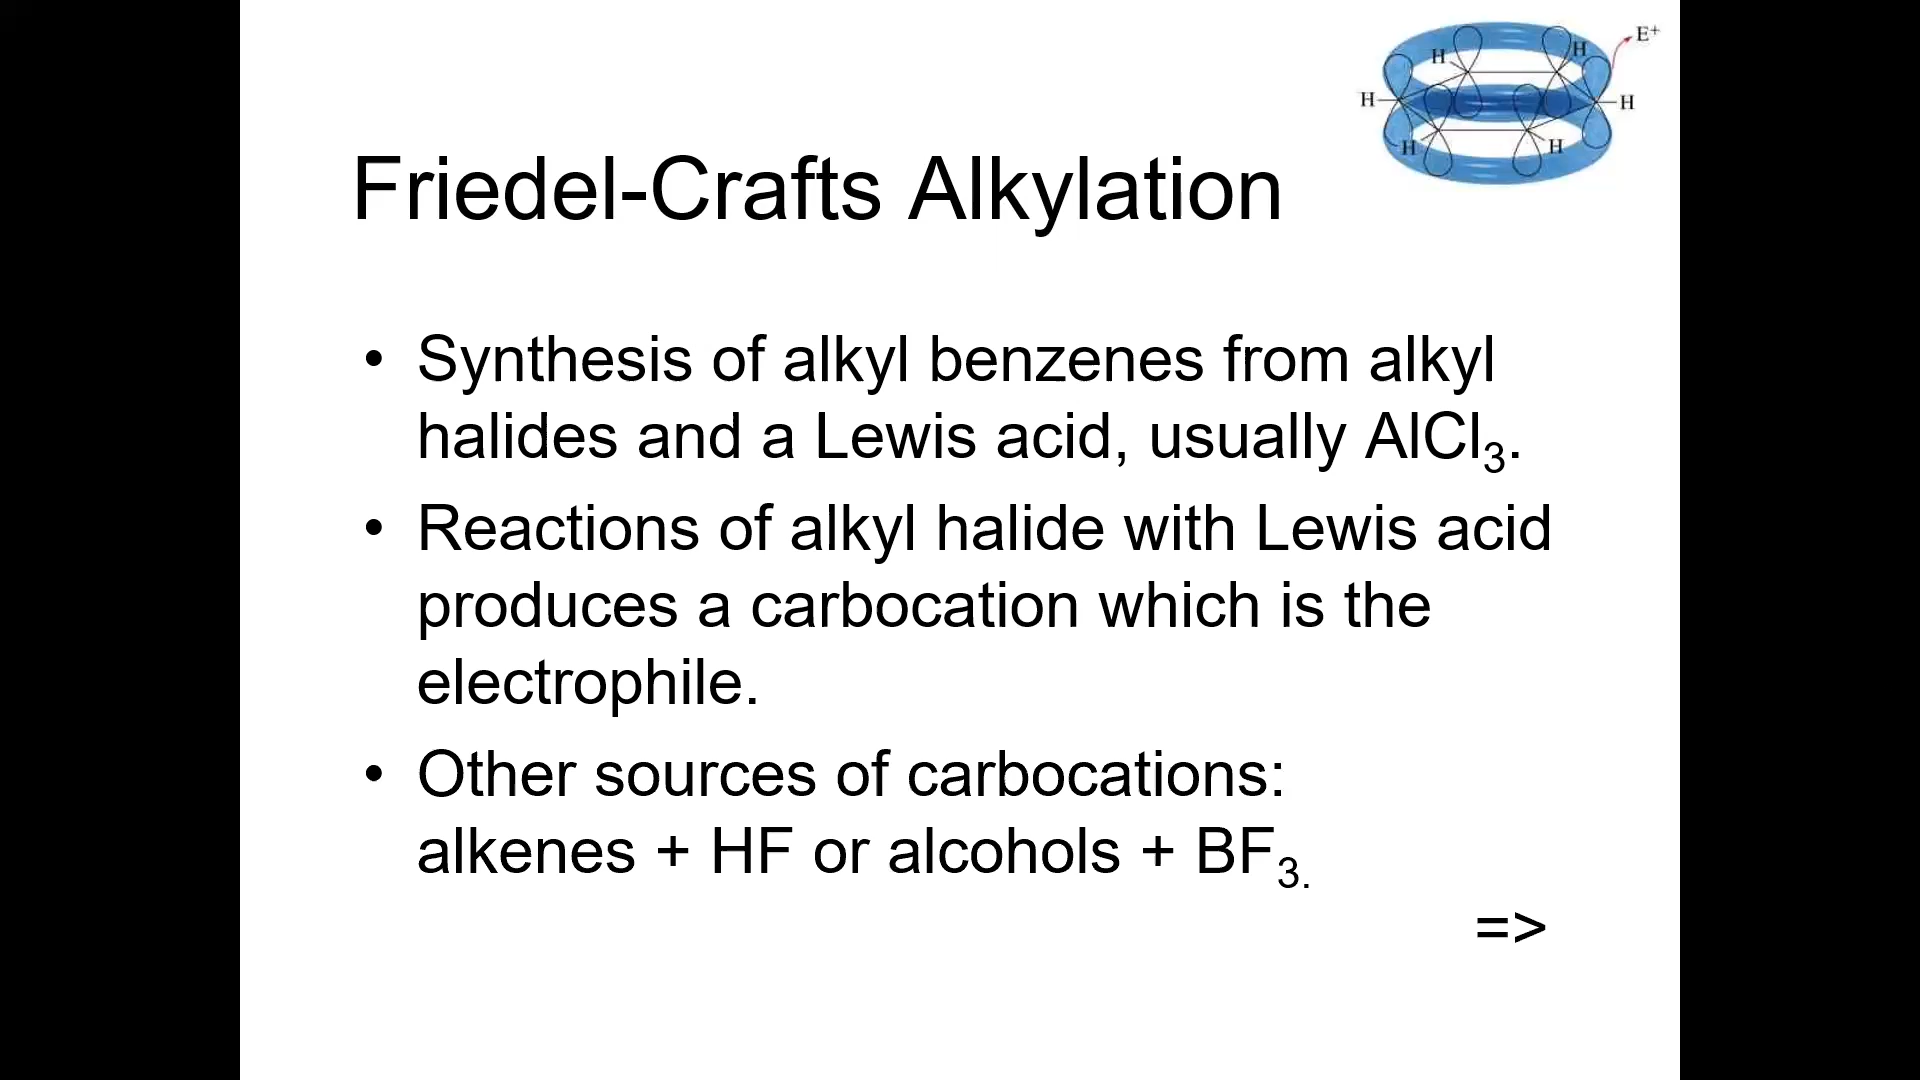 E⁺
H H
H H
H H
Friedel-Crafts Alkylation
• Synthesis of alkyl benzenes from alkyl
halides and a Lewis acid, usually AlCl₃.
• Reactions of alkyl halide with Lewis acid
produces a carbocation which is the
electrophile.
• Other sources of carbocations:
alkenes + HF or alcohols + BF₃.
=>